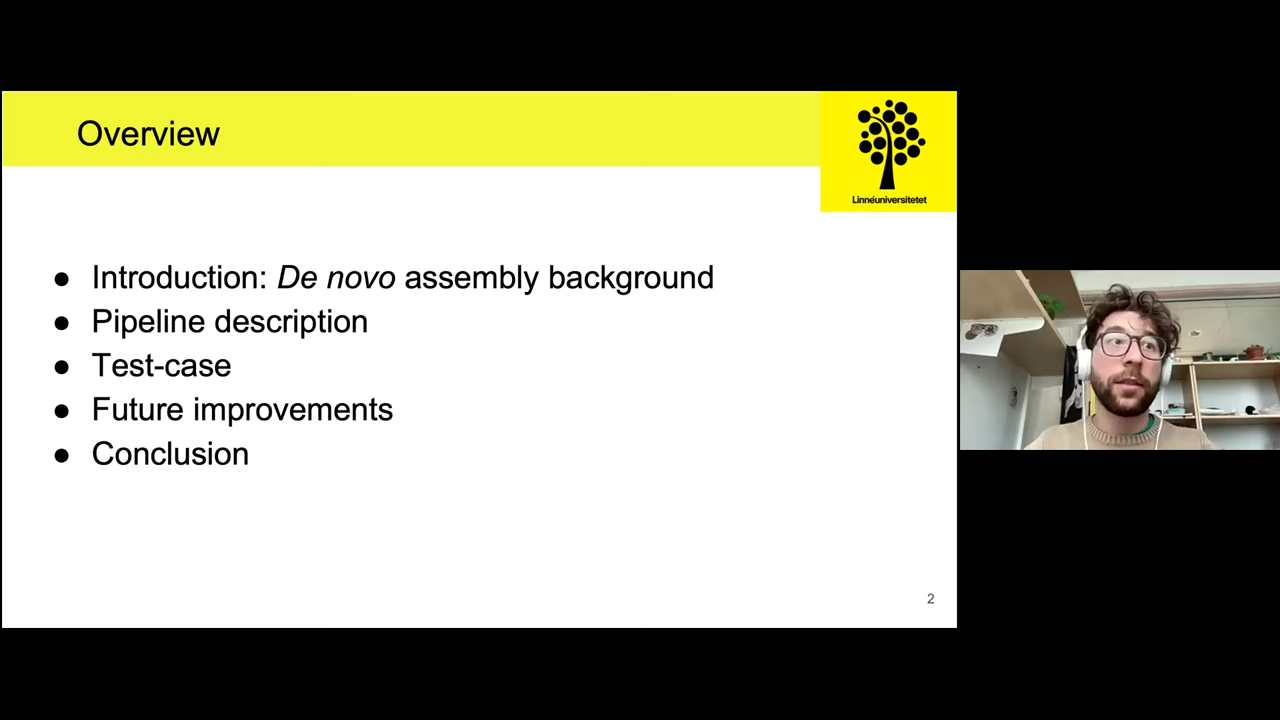 Overview
Linnéuniversitetet
● Introduction: De novo assembly background
● Pipeline description
● Test-case
● Future improvements
● Conclusion
2